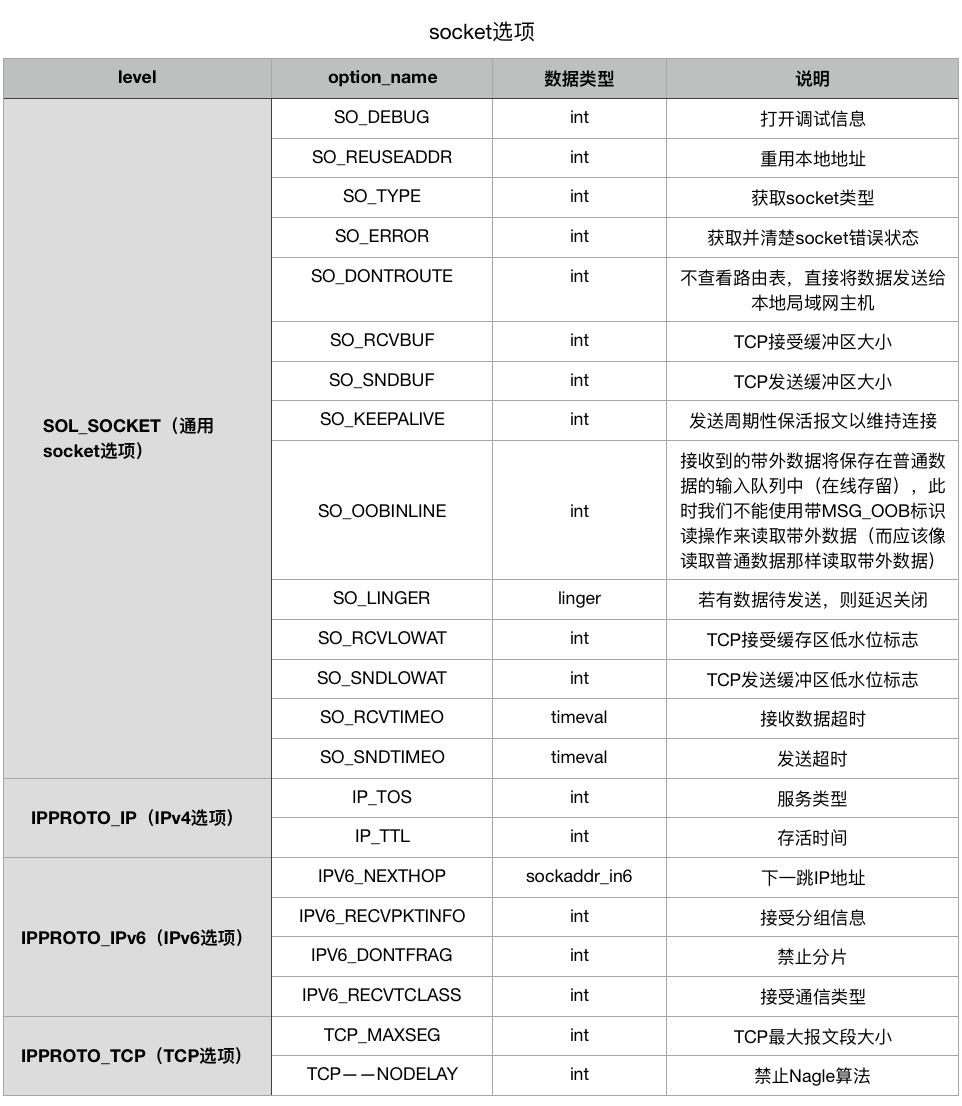 socket选项
level option_name 数据类型 说明
SO_DEBUG int 打开调试信息
SO_REUSEADDR int 重用本地地址
SO_TYPE int 获取socket类型
SO_ERROR int 获取并清楚socket错误状态
SO_DONTROUTE int 不查看路由表，直接将数据发送给
本地局域网主机
SO_RCVBUF int TCP接受缓冲区大小
SO_SNDBUF int TCP发送缓冲区大小
SOL_SOCKET（通用
socket选项）
SO_KEEPALIVE int 发送周期性保活报文以维持连接
SO_OOBINLINE int 接收到的带外数据将保存在普通数
据的输入队列中（在线存留），此
时我们不能使用带MSG_OOB标识
读操作来读取带外数据（而应该像
读取普通数据那样读取带外数据）
SO_LINGER linger 若有数据待发送，则延迟关闭
SO_RCVLOWAT int TCP接受缓存区低水位标志
SO_SNDLOWAT int TCP发送缓冲区低水位标志
SO_RCVTIMEO timeval 接收数据超时
SO_SNDTIMEO timeval 发送超时
IPPROTO_IP（IPv4选项）
IP_TOS int 服务类型
IP_TTL int 存活时间
IPPROTO_IPv6（IPv6选项）
IPV6_NEXTHOP sockaddr_in6 下一跳IP地址
IPV6_RECVPKTINFO int 接受分组信息
IPV6_DONTFRAG int 禁止分片
IPV6_RECVTCLASS int 接受通信类型
IPPROTO_TCP（TCP选项）
TCP_MAXSEG int TCP最大报文段大小
TCP——NODELAY int 禁止Nagle算法